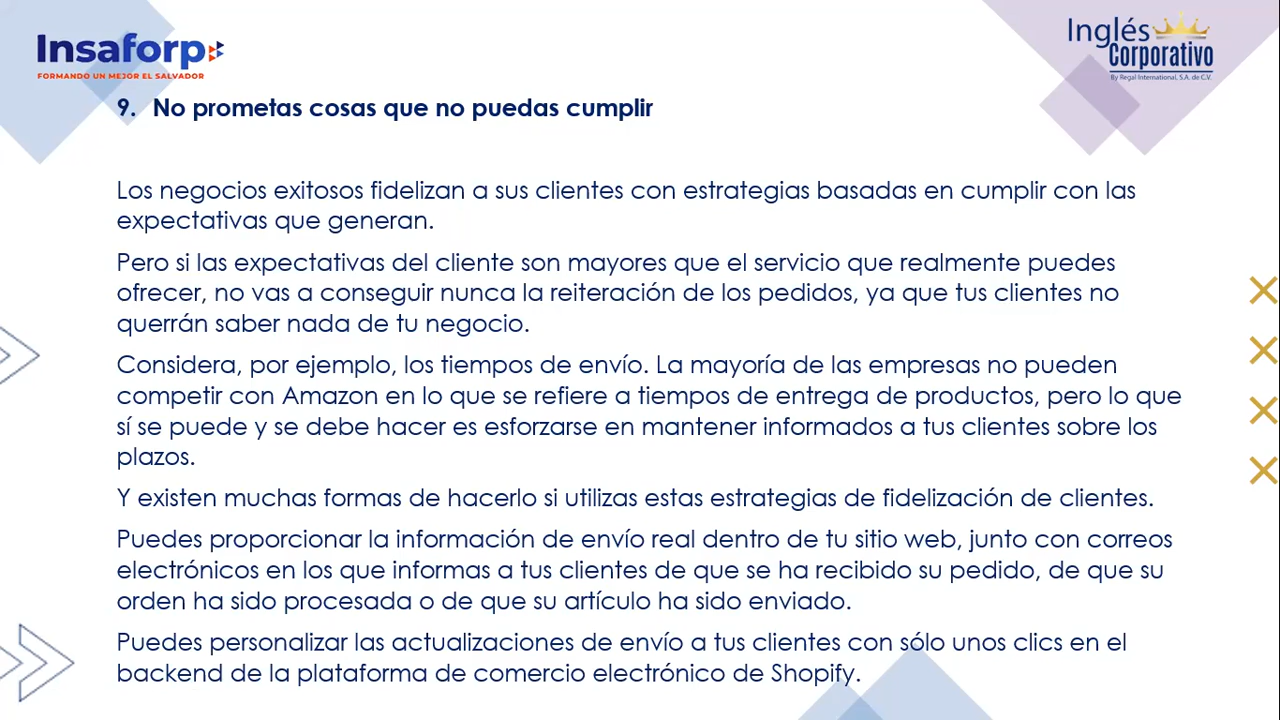 Insaforp
FORMANDO UN MEJOR EL SALVADOR
Inglés
Corporativo
By Regal International, S.A. de C.V.
9. No prometas cosas que no puedas cumplir
Los negocios exitosos fidelizan a sus clientes con estrategias basadas en cumplir con las
expectativas que generan.
Pero si las expectativas del cliente son mayores que el servicio que realmente puedes
ofrecer, no vas a conseguir nunca la reiteración de los pedidos, ya que tus clientes no
querrán saber nada de tu negocio.
Considera, por ejemplo, los tiempos de envío. La mayoría de las empresas no pueden
competir con Amazon en lo que se refiere a tiempos de entrega de productos, pero lo que
sí se puede y se debe hacer es esforzarse en mantener informados a tus clientes sobre los
plazos.
Y existen muchas formas de hacerlo si utilizas estas estrategias de fidelización de clientes.
Puedes proporcionar la información de envío real dentro de tu sitio web, junto con correos
electrónicos en los que informas a tus clientes de que se ha recibido su pedido, de que su
orden ha sido procesada o de que su artículo ha sido enviado.
Puedes personalizar las actualizaciones de envío a tus clientes con sólo unos clics en el
backend de la plataforma de comercio electrónico de Shopify.